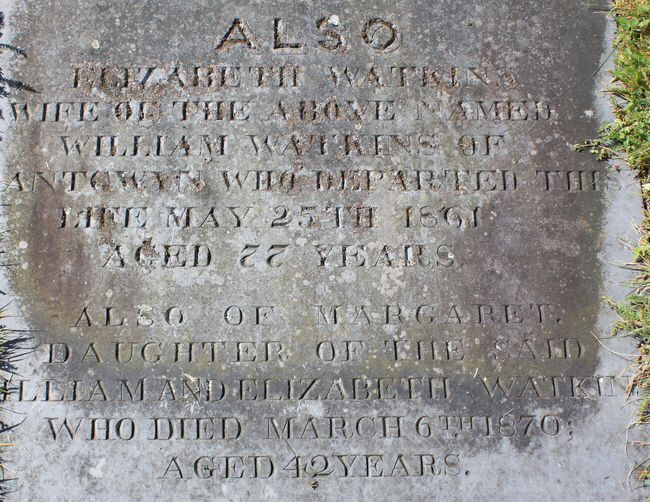 ALSO
ELIZABETH WATKINS
WIFE OF THE ABOVE NAMED
WILLIAM WATKINS OF
ANTGWYN WHO DEPARTED THIS
LIFE MAY 25TH 1861
AGED 77 YEARS
ALSO OF MARGARET,
DAUGHTER OF THE SAID
ILLIAM AND ELIZABETH WATKIN
WHO DIED MARCH 6TH 1870;
AGED 42 YEARS.